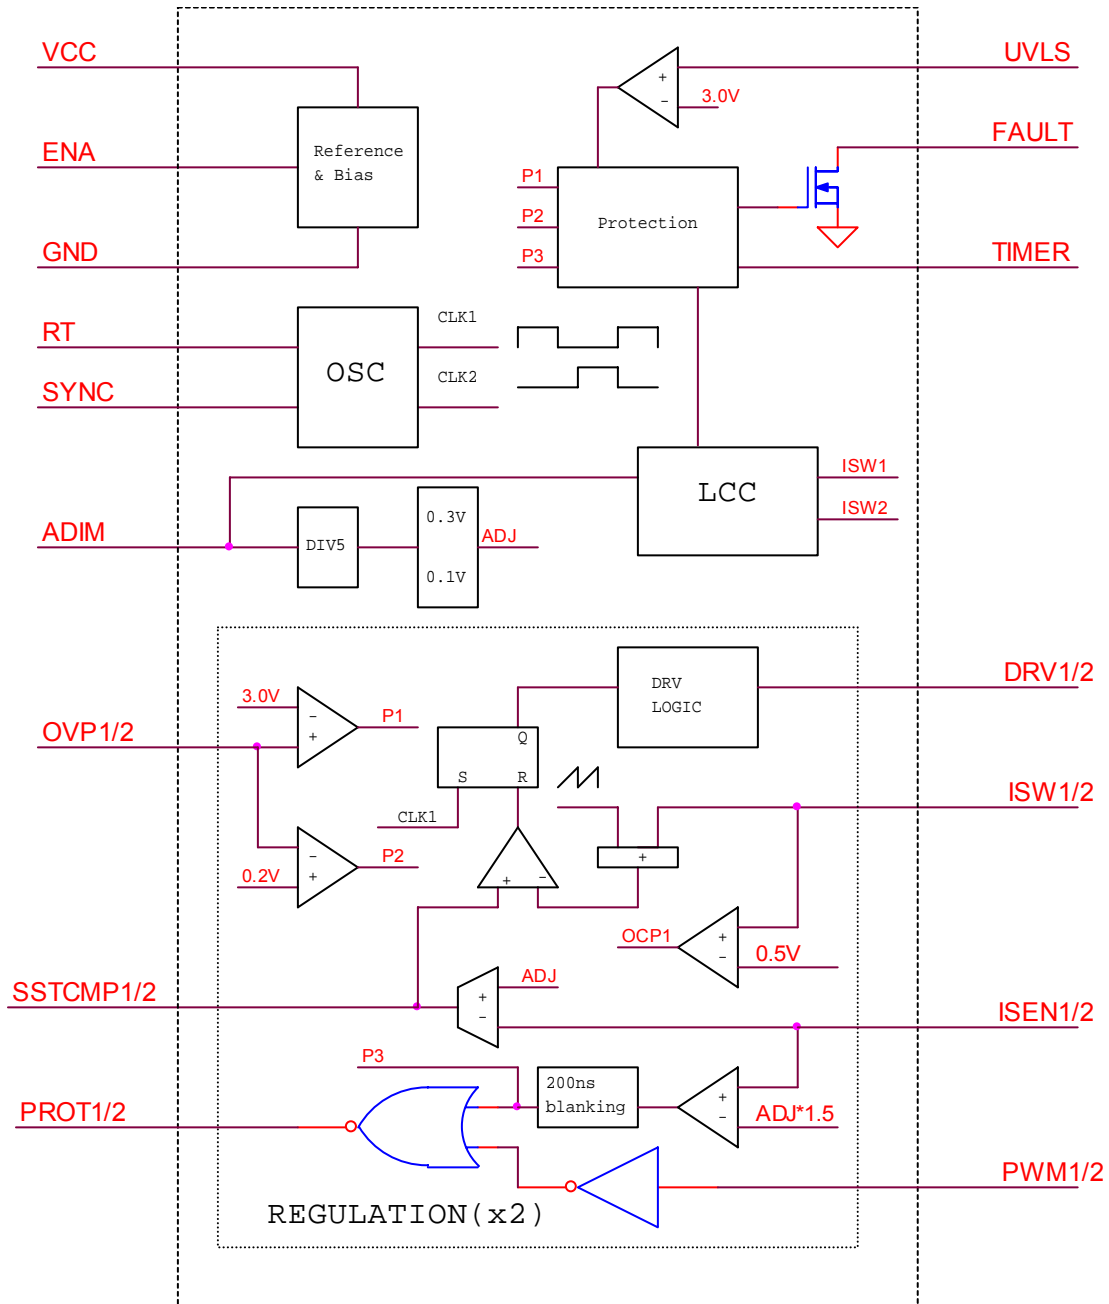 VCC
UVLS
+
-
3.0V
FAULT
ENA
Reference
& Bias
P1
P2
Protection
P3
GND
TIMER
RT
CLK1
OSC
CLK2
SYNC
ISW1
LCC
ISW2
ADIM
DIV5
0.3V
ADJ
0.1V
DRV1/2
DRV
LOGIC
3.0V
-
+
P1
OVP1/2
Q
S
R
ISW1/2
CLK1
+
-
+
P2
0.2V
+
-
OCP1
+
-
0.5V
SSTCMP1/2
ADJ
+
-
ISEN1/2
P3
200ns
blanking
+
-
ADJ*1.5
PROT1/2
PWM1/2
REGULATION(x2)